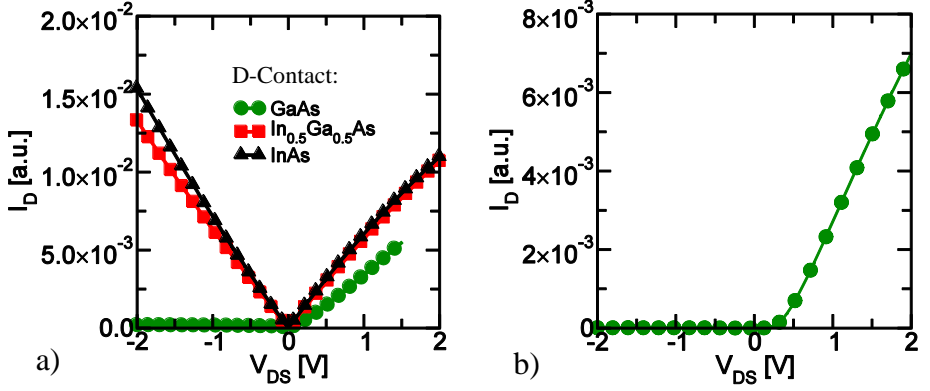 2.0×10⁻²
1.5×10⁻²
1.0×10⁻²
5.0×10⁻³
0.0
I_D [a.u.]
D-Contact:
GaAs
In₀.₅Ga₀.₅As
InAs
-2 -1 0 1 2
V_DS [V]
a)
8×10⁻³
6×10⁻³
4×10⁻³
2×10⁻³
0
I_D [a.u.]
-2 -1 0 1 2
V_DS [V]
b)